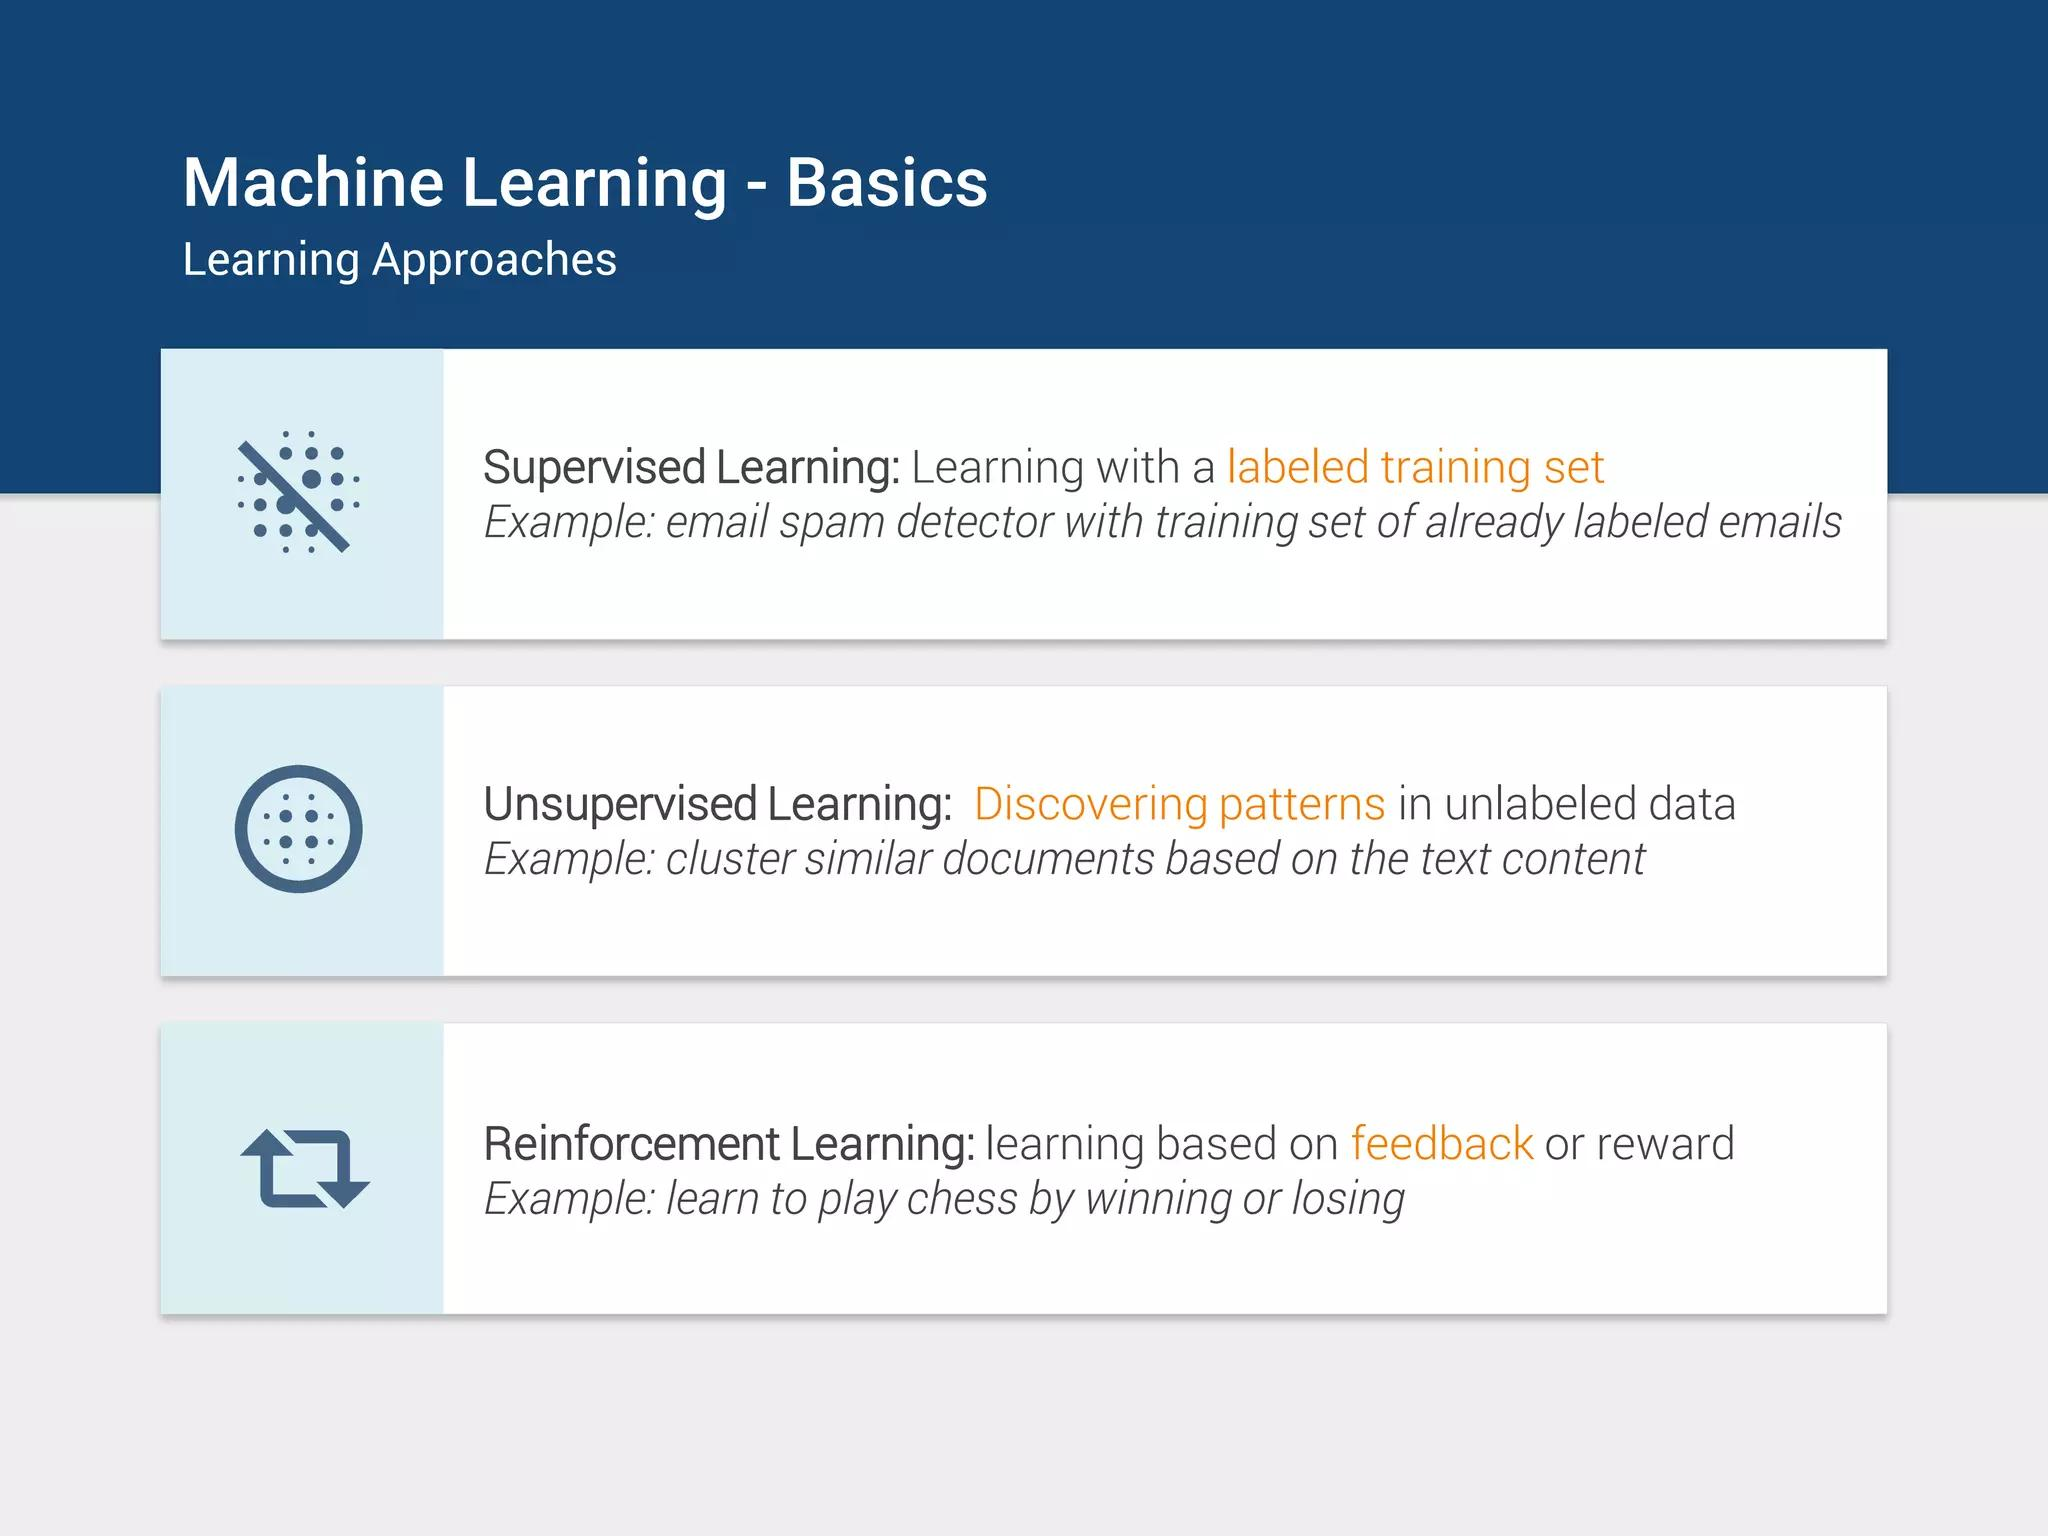 Machine Learning - Basics
Learning Approaches
Supervised Learning: Learning with a labeled training set
Example: email spam detector with training set of already labeled emails
Unsupervised Learning: Discovering patterns in unlabeled data
Example: cluster similar documents based on the text content
Reinforcement Learning: learning based on feedback or reward
Example: learn to play chess by winning or losing